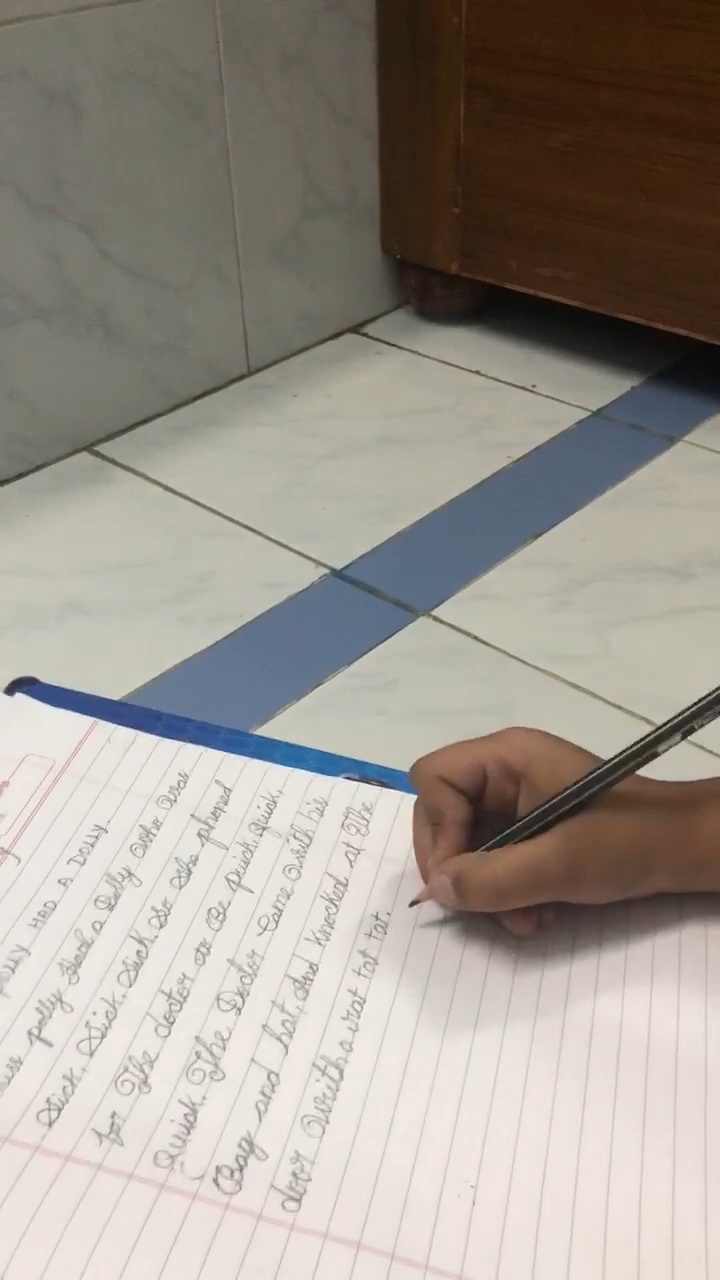 POLLY HAD A DOLLY.
Miss polly Had a Dolly who was
Sick, Sick, Sick. So She phoned
for The doctor to Be quick, Quick,
Quick. The Doctor Came with his
Bag and hat, And Knocked at The
door with a rat tat tat.